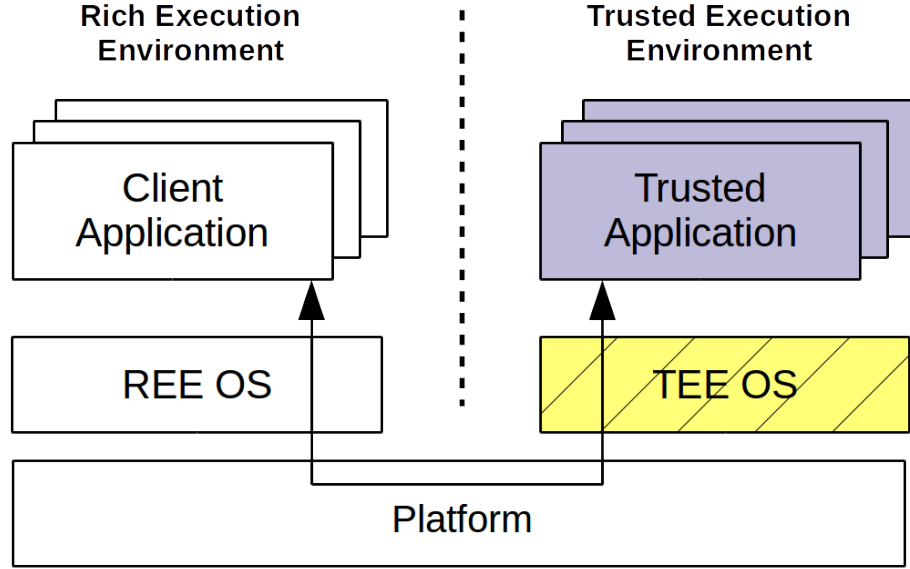 Rich Execution
Environment
Trusted Execution
Environment
Client
Application
Trusted
Application
REE OS
TEE OS
Platform